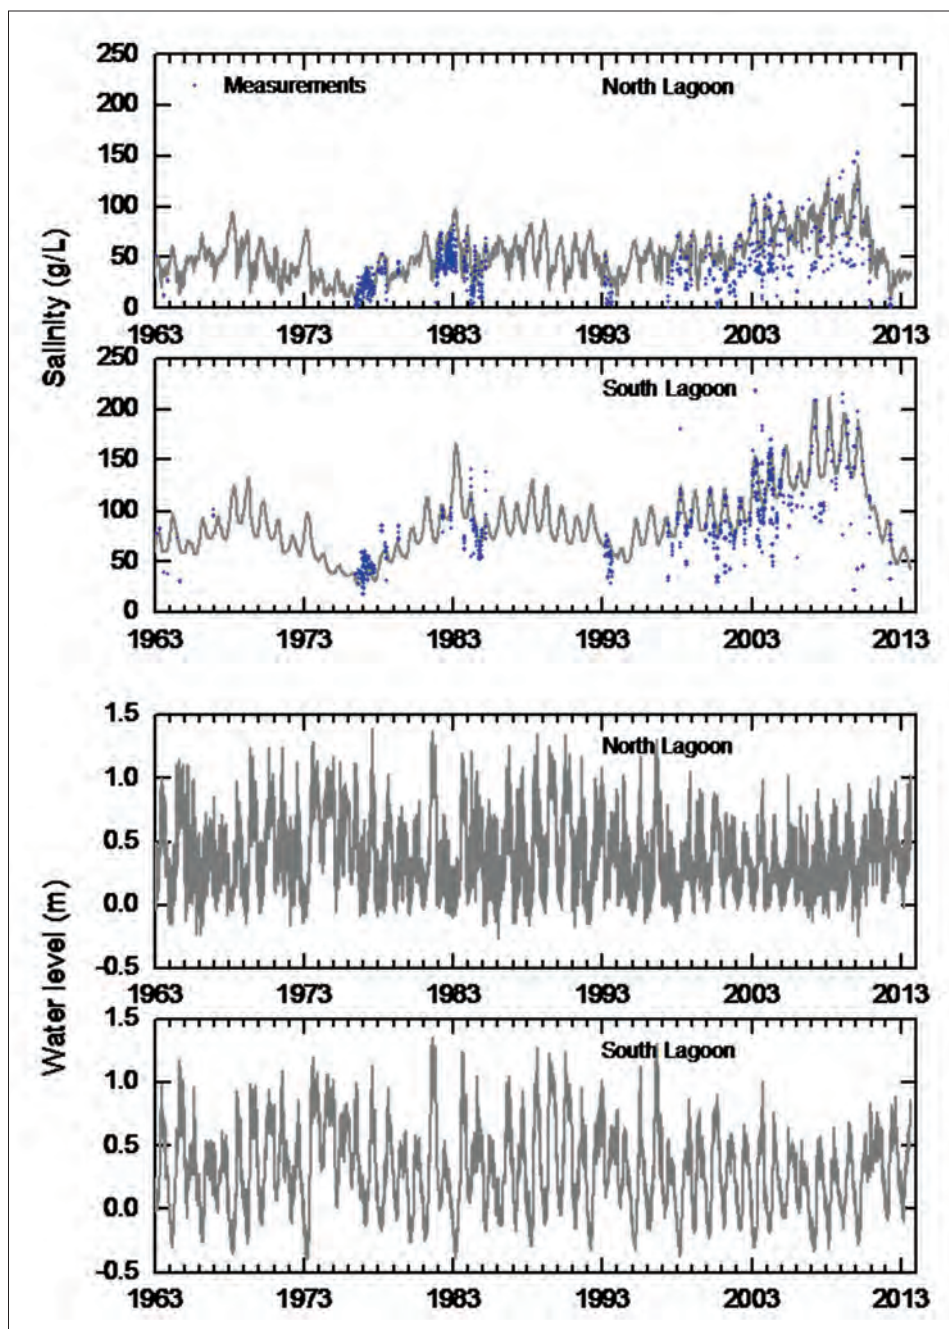 250
Measurements North Lagoon
200
150
100
50
0
1963 1973 1983 1993 2003 2013
Salinity (g/L)
250
South Lagoon
200
150
100
50
0
1963 1973 1983 1993 2003 2013
1.5
North Lagoon
1.0
0.5
0.0
-0.5
1963 1973 1983 1993 2003 2013
Water level (m)
1.5
South Lagoon
1.0
0.5
0.0
-0.5
1963 1973 1983 1993 2003 2013